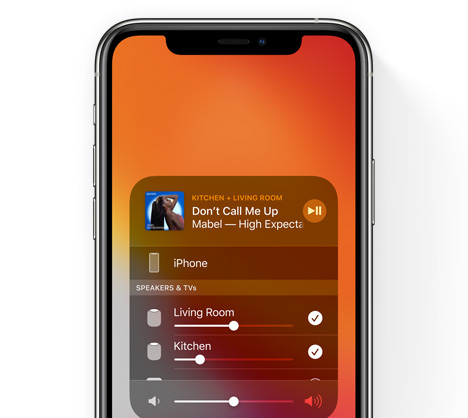 KITCHEN + LIVING ROOM
Don't Call Me Up
Mabel — High Expecta
iPhone
SPEAKERS & TVs
Living Room
Kitchen